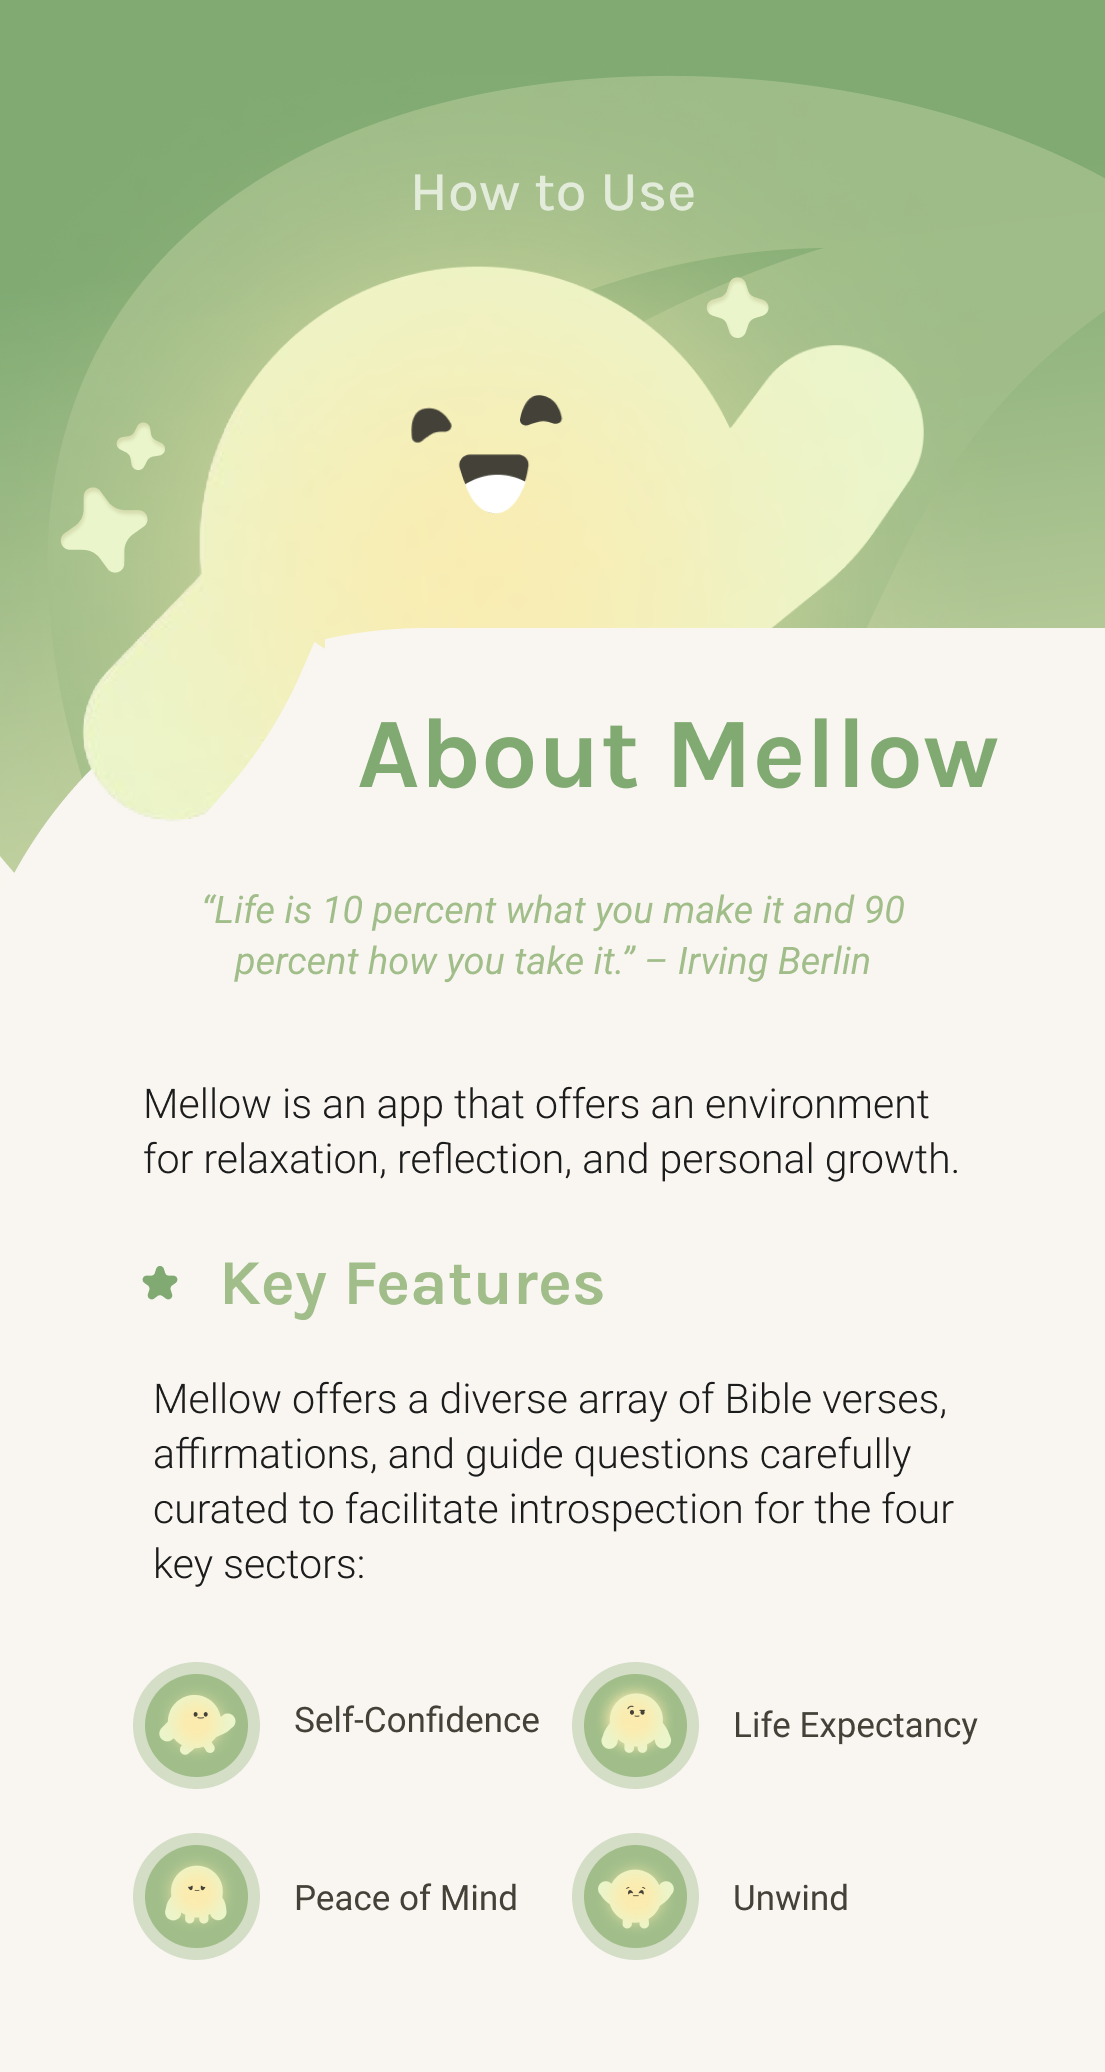 How to Use
About Mellow
“Life is 10 percent what you make it and 90
percent how you take it.” – Irving Berlin
Mellow is an app that offers an environment
for relaxation, reflection, and personal growth.
Key Features
Mellow offers a diverse array of Bible verses,
affirmations, and guide questions carefully
curated to facilitate introspection for the four
key sectors:
Self-Confidence
Life Expectancy
Peace of Mind
Unwind